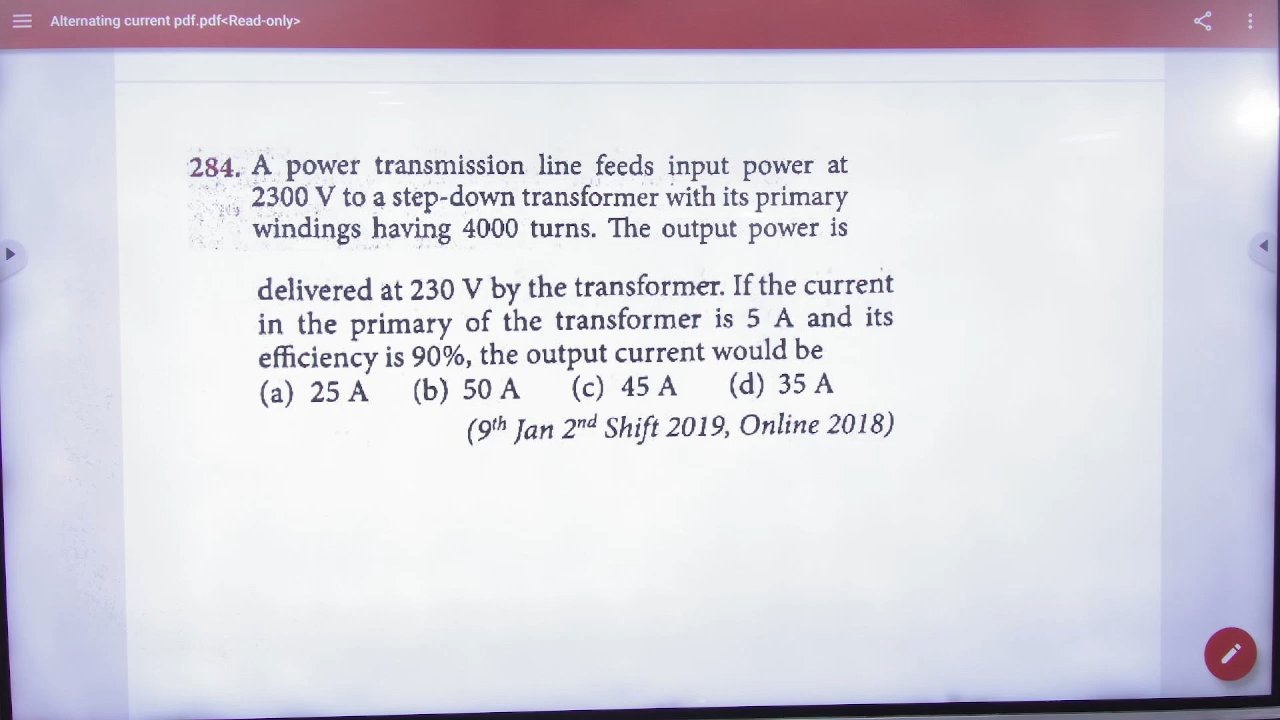 Alternating current pdf.pdf<Read-only>
284. A power transmission line feeds input power at
2300 V to a step-down transformer with its primary
windings having 4000 turns. The output power is
delivered at 230 V by the transformer. If the current
in the primary of the transformer is 5 A and its
efficiency is 90%, the output current would be
(a) 25 A (b) 50 A (c) 45 A (d) 35 A
(9th Jan 2nd Shift 2019, Online 2018)